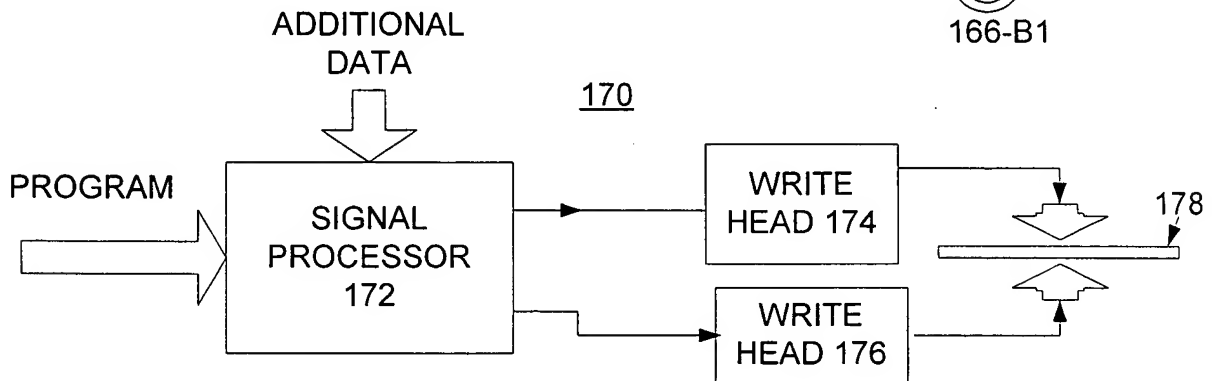 166-B1
ADDITIONAL
DATA
170
PROGRAM
SIGNAL
PROCESSOR
172
WRITE
HEAD 174
178
WRITE
HEAD 176